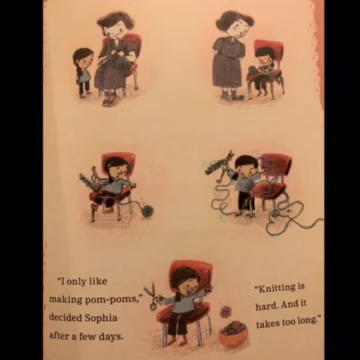 "I only like
making pom-poms,"
decided Sophia
after a few days.
"Knitting is
hard. And it
takes too long."